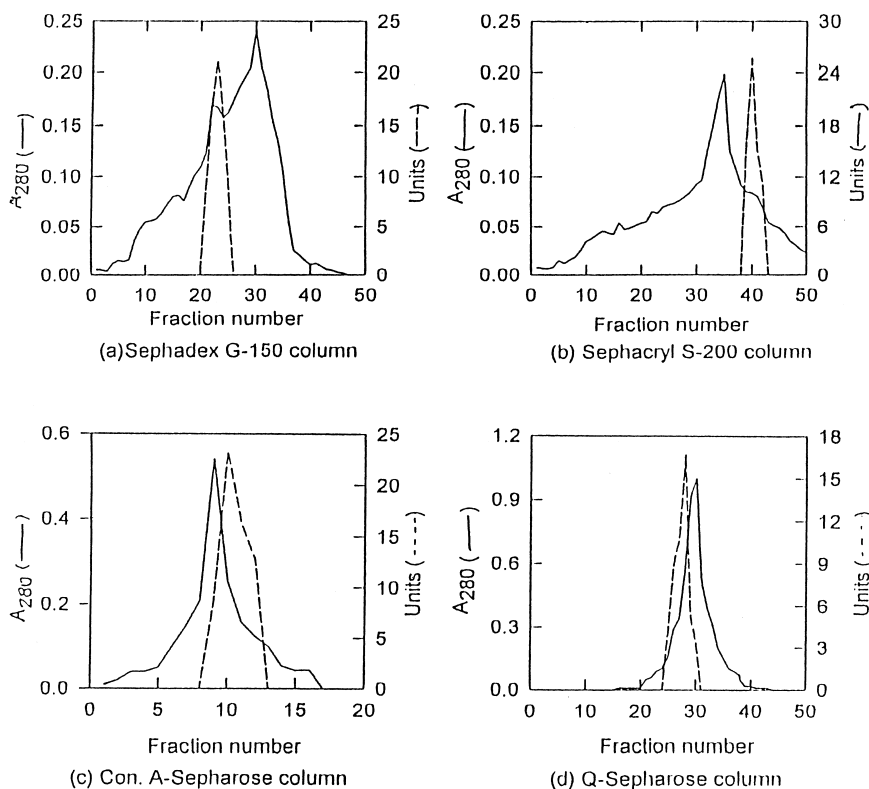 0.25
0.20
0.15
0.10
0.05
0.00
A280 (—)
25
20
15
10
5
0
Units (---)
0 10 20 30 40 50
Fraction number
(a)Sephadex G-150 column
0.25
0.20
0.15
0.10
0.05
0.00
A280 (—)
30
24
18
12
6
0
Units (—)
0 10 20 30 40 50
Fraction number
(b) Sephacryl S-200 column
0.6
0.4
0.2
0.0
A280 (—)
25
20
15
10
5
0
Units (----)
0 5 10 15 20
Fraction number
(c) Con. A-Sepharose column
1.2
0.9
0.6
0.3
0.0
A280 (—)
18
15
12
9
6
3
0
Units (---)
0 10 20 30 40 50
Fraction number
(d) Q-Sepharose column